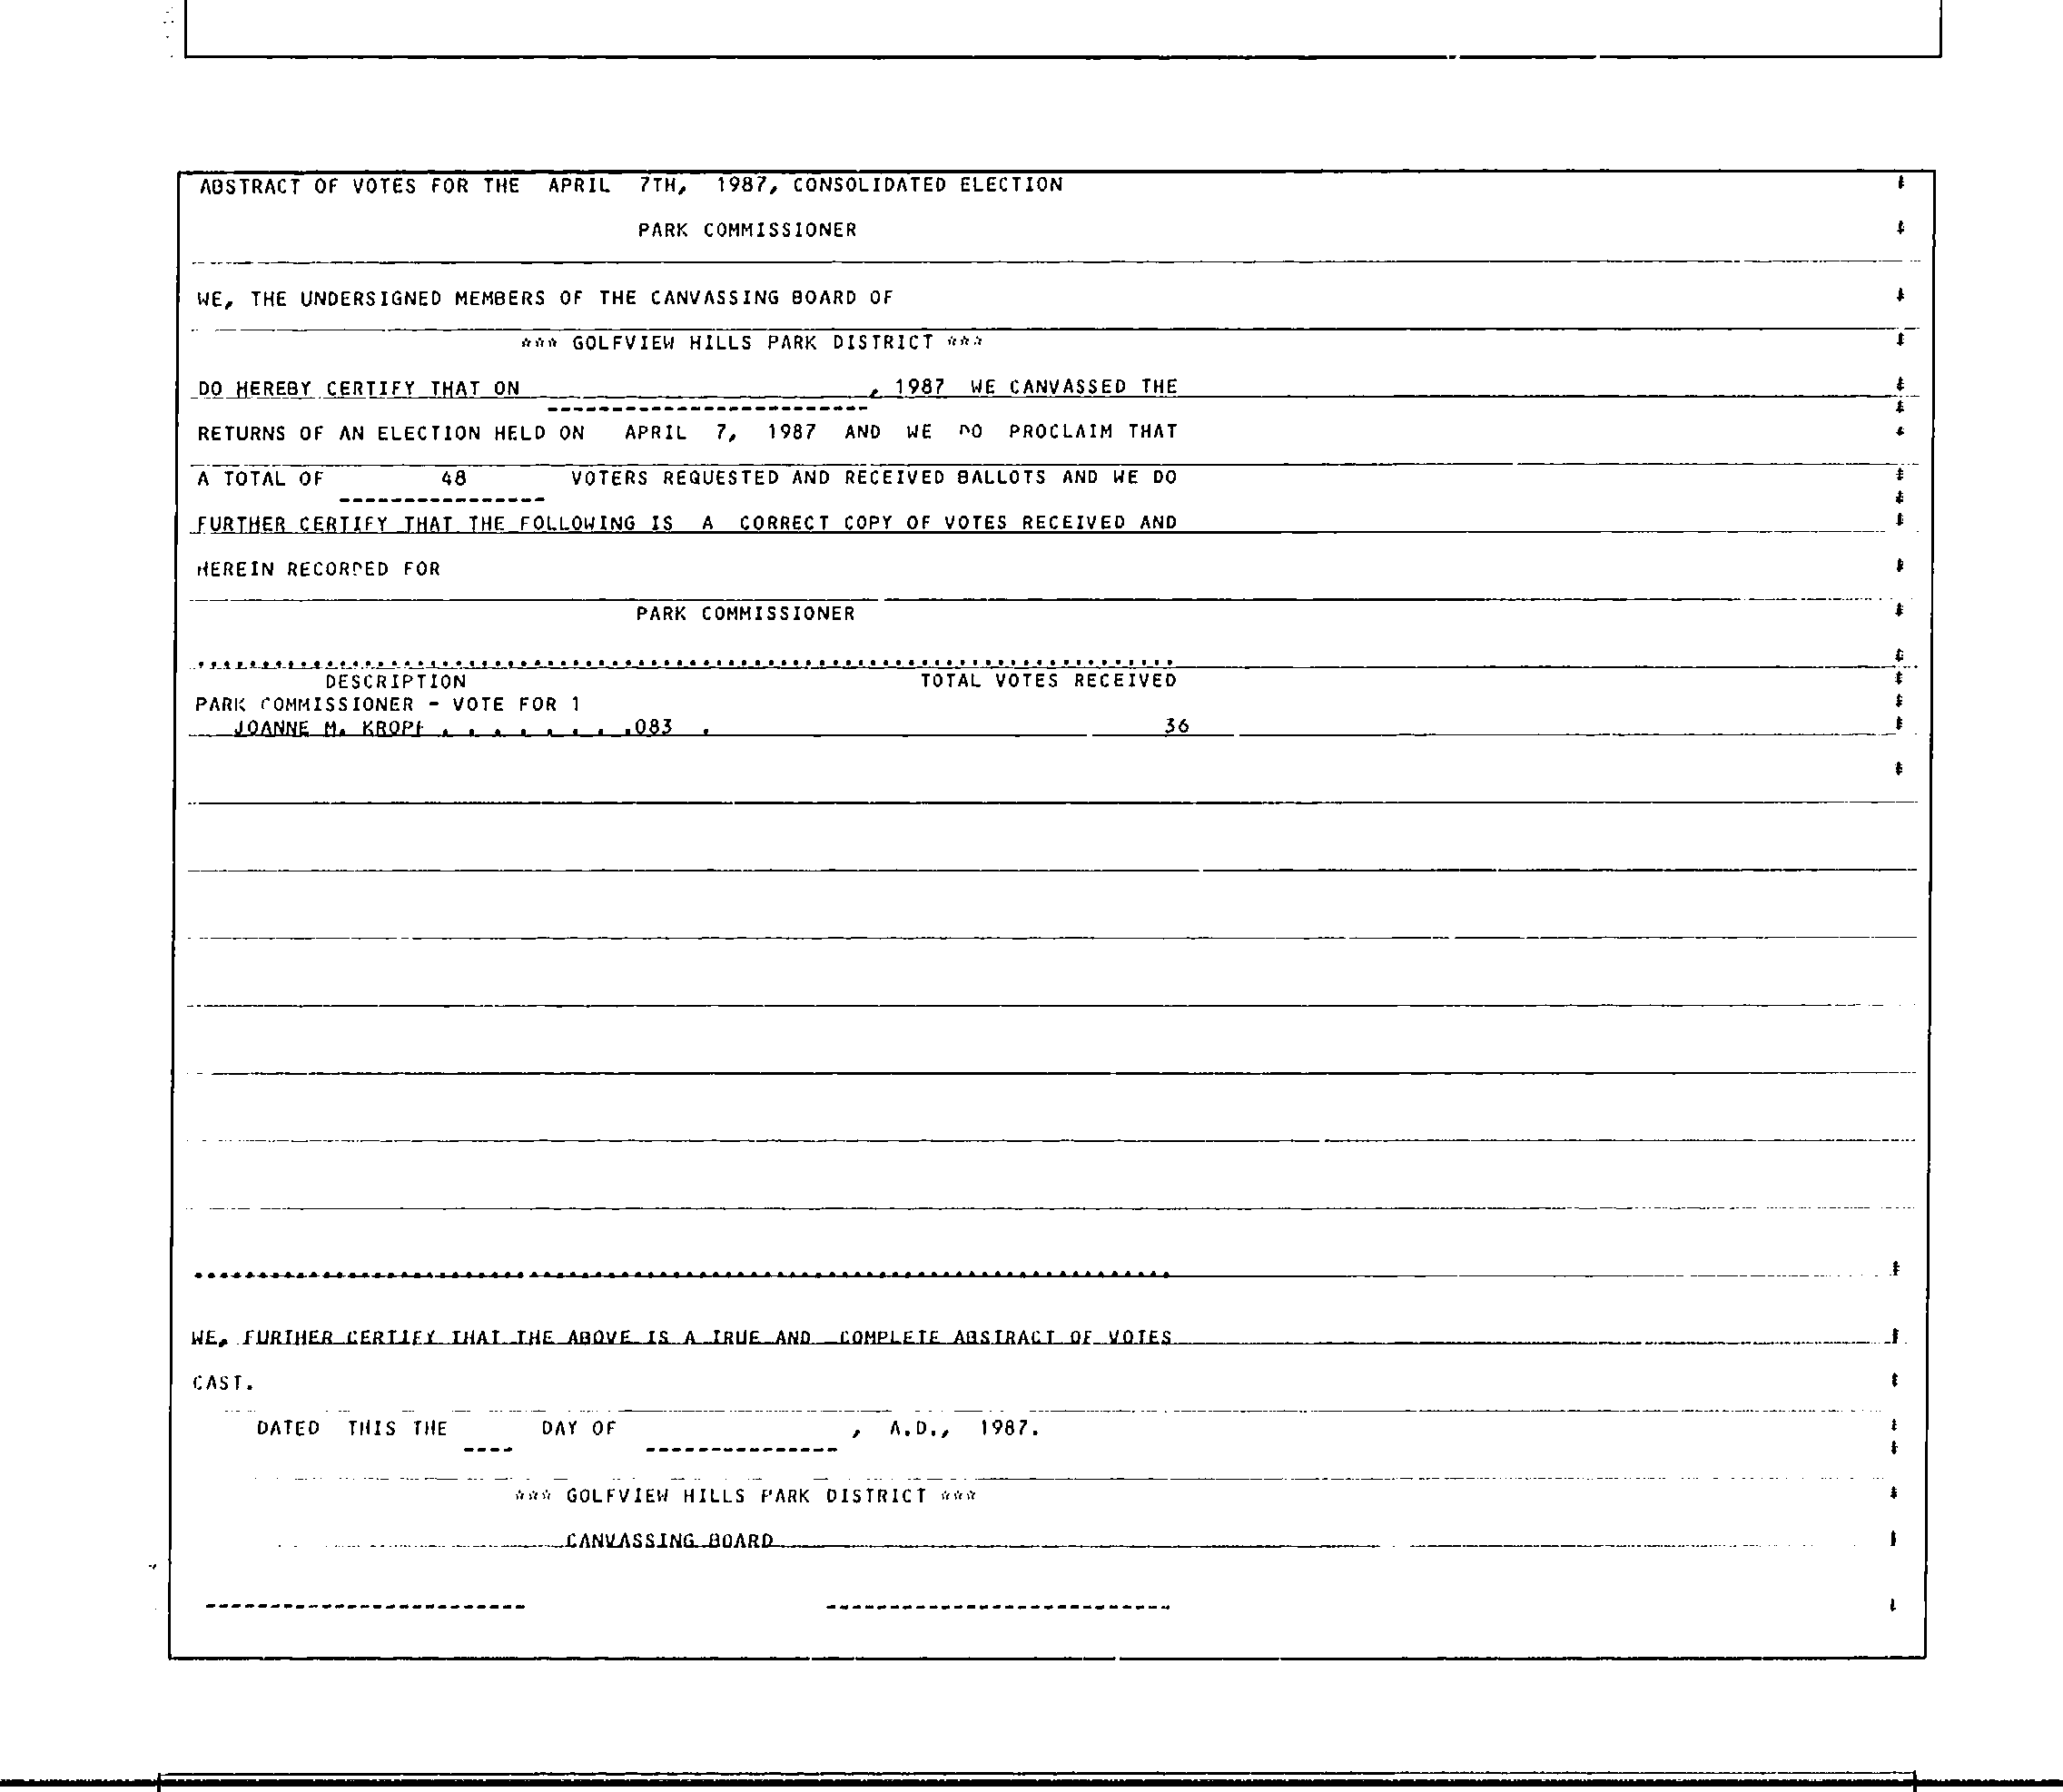 ABSTRACT OF VOTES FOR THE APRIL 7TH, 1987, CONSOLIDATED ELECTION
PARK COMMISSIONER
WE, THE UNDERSIGNED MEMBERS OF THE CANVASSING BOARD OF
*** GOLFVIEW HILLS PARK DISTRICT ***
DO HEREBY CERTIFY THAT ON , 1987 WE CANVASSED THE
RETURNS OF AN ELECTION HELD ON APRIL 7, 1987 AND WE DO PROCLAIM THAT
A TOTAL OF 48 VOTERS REQUESTED AND RECEIVED BALLOTS AND WE DO
FURTHER CERTIFY THAT THE FOLLOWING IS A CORRECT COPY OF VOTES RECEIVED AND
HEREIN RECORDED FOR
PARK COMMISSIONER
DESCRIPTION TOTAL VOTES RECEIVED
PARK COMMISSIONER - VOTE FOR 1
JOANNE M. KROPF . . . . . . . .083 . 36
WE, FURTHER CERTIFY THAT THE ABOVE IS A TRUE AND COMPLETE ABSTRACT OF VOTES
CAST.
DATED THIS THE ---- DAY OF ---------------, A.D., 1987.
*** GOLFVIEW HILLS PARK DISTRICT ***
CANVASSING BOARD